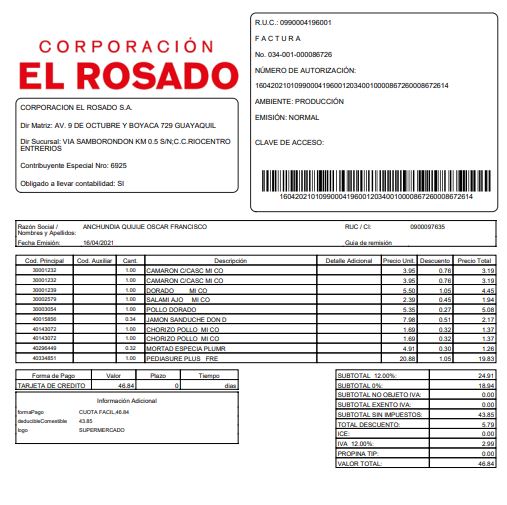 CORPORACIÓN
EL ROSADO
CORPORACION EL ROSADO S.A.
Dir Matriz: AV. 9 DE OCTUBRE Y BOYACA 729 GUAYAQUIL
Dir Sucursal: VIA SAMBORONDON KM 0.5 S/N;C.C.RIOCENTRO
ENTRERIOS
Contribuyente Especial Nro: 6925
Obligado a llevar contabilidad: SI
R.U.C.: 0990004196001
F A C T U R A
No. 034-001-000086726
NÚMERO DE AUTORIZACIÓN:
1604202101099000419600120340010000867260008672614
AMBIENTE: PRODUCCIÓN
EMISIÓN: NORMAL
CLAVE DE ACCESO:
1604202101099000419600120340010000867260008672614
Razón Social / Nombres y Apellidos: ANCHUNDIA QUIJIJE OSCAR FRANCISCO RUC / CI: 0900097635
Fecha Emisión: 16/04/2021 Guia de remisión
Cod. Principal Cod. Auxiliar Cant. Descripción Detalle Adicional Precio Unit. Descuento Precio Total
30001232 1.00 CAMARON C/CASC MI CO 3.95 0.76 3.19
30001232 1.00 CAMARON C/CASC MI CO 3.95 0.76 3.19
30001239 1.00 DORADO MI CO 5.50 1.05 4.45
30002579 1.00 SALAMI AJO MI CO 2.39 0.45 1.94
30003054 1.00 POLLO DORADO 5.35 0.27 5.08
40015856 0.34 JAMON SANDUCHE DON D 7.98 0.51 2.17
40143072 1.00 CHORIZO POLLO MI CO 1.69 0.32 1.37
40143072 1.00 CHORIZO POLLO MI CO 1.69 0.32 1.37
40296449 0.32 MORTAD ESPECIA PLUMR 4.91 0.30 1.26
40334851 1.00 PEDIASURE PLUS FRE 20.88 1.05 19.83
Forma de Pago Valor Plazo Tiempo
TARJETA DE CREDITO 46.84 0 dias
Información Adicional
formaPago CUOTA FACIL,46.84
deducibleComestible 43.85
logo SUPERMERCADO
SUBTOTAL 12.00%: 24.91
SUBTOTAL 0%: 18.94
SUBTOTAL NO OBJETO IVA: 0.00
SUBTOTAL EXENTO IVA: 0.00
SUBTOTAL SIN IMPUESTOS: 43.85
TOTAL DESCUENTO: 5.79
ICE: 0.00
IVA 12.00%: 2.99
PROPINA TIP: 0.00
VALOR TOTAL: 46.84